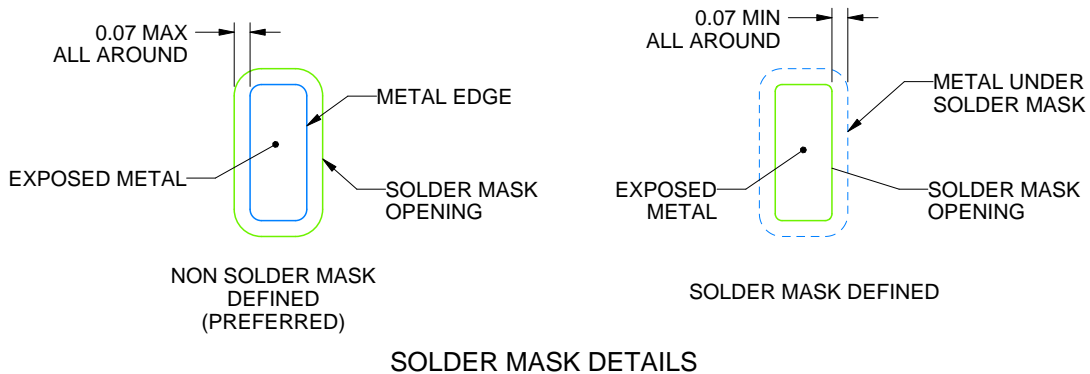 0.07 MAX
ALL AROUND
METAL EDGE
EXPOSED METAL
SOLDER MASK
OPENING
NON SOLDER MASK
DEFINED
(PREFERRED)
0.07 MIN
ALL AROUND
METAL UNDER
SOLDER MASK
EXPOSED
METAL
SOLDER MASK
OPENING
SOLDER MASK DEFINED
SOLDER MASK DETAILS